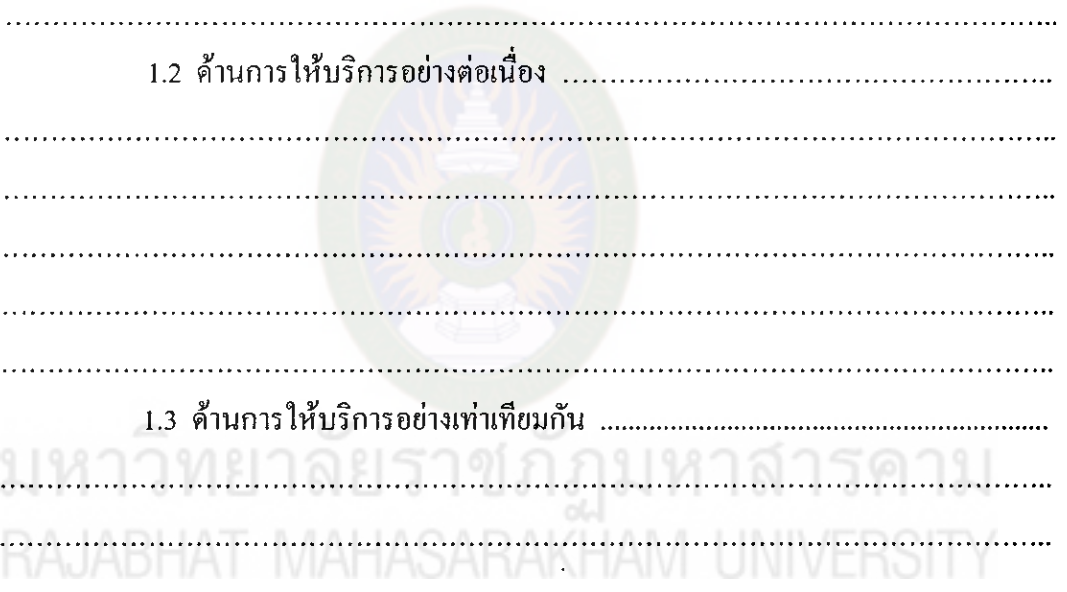 ........................................................................................................
1.2 ด้านการให้บริการอย่างต่อเนื่อง ........................................................
........................................................................................................
........................................................................................................
........................................................................................................
........................................................................................................
........................................................................................................
1.3 ด้านการให้บริการอย่างเท่าเทียมกัน ........................................................
มหาวิทยาลัยราชภัฏมหาสารคาม
........................................................................................................
........................................................................................................
RAJABHAT MAHASARAKHAM UNIVERSITY